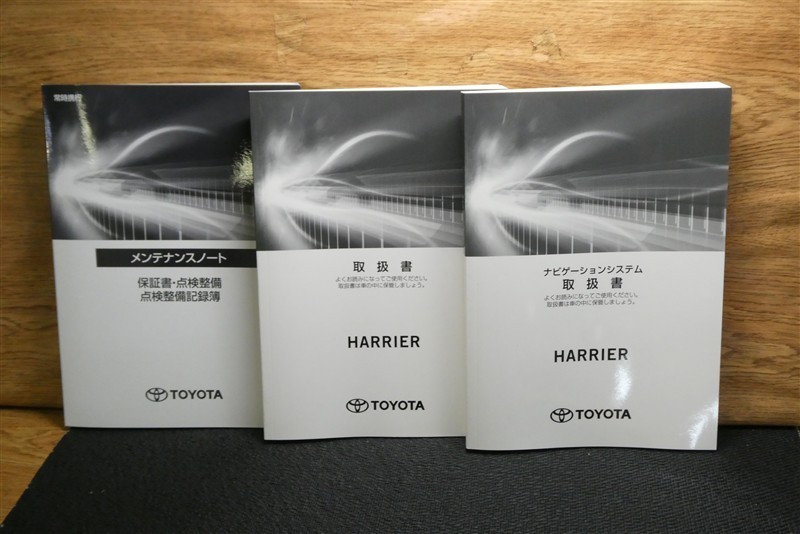 常時携行
メンテナンスノート
保証書・点検整備
点検整備記録簿
TOYOTA
取扱書
よくお読みになってご使用ください。
取扱書は車の中に保管しましょう。
HARRIER
TOYOTA
ナビゲーションシステム
取扱書
よくお読みになってご使用ください。
取扱書は車の中に保管しましょう。
HARRIER
TOYOTA